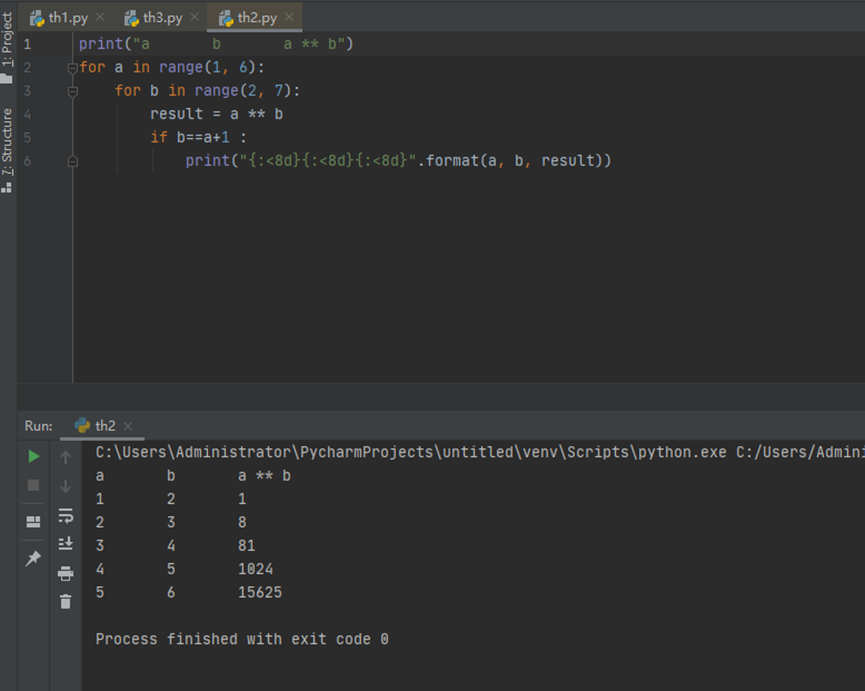 th1.py th3.py th2.py
1: Project
7: Structure
1 print("a       b       a ** b")
2 for a in range(1, 6):
3     for b in range(2, 7):
4         result = a ** b
5         if b==a+1 :
6             print("{:<8d}{:<8d}{:<8d}".format(a, b, result))
Run: th2
C:\Users\Administrator\PycharmProjects\untitled\venv\Scripts\python.exe C:/Users/Admini
a       b       a ** b
1       2       1
2       3       8
3       4       81
4       5       1024
5       6       15625
Process finished with exit code 0